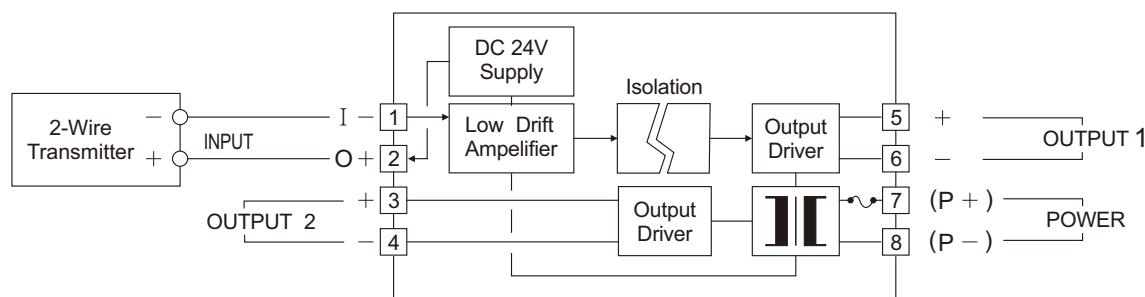 DC 24V
Supply
Isolation
2-Wire
Transmitter
−
+
INPUT
I −
O +
1
2
Low Drift
Ampelifier
Output
Driver
5
6
+
−
OUTPUT 1
OUTPUT 2
+
−
3
4
Output
Driver
7
8
(P +)
(P −)
POWER